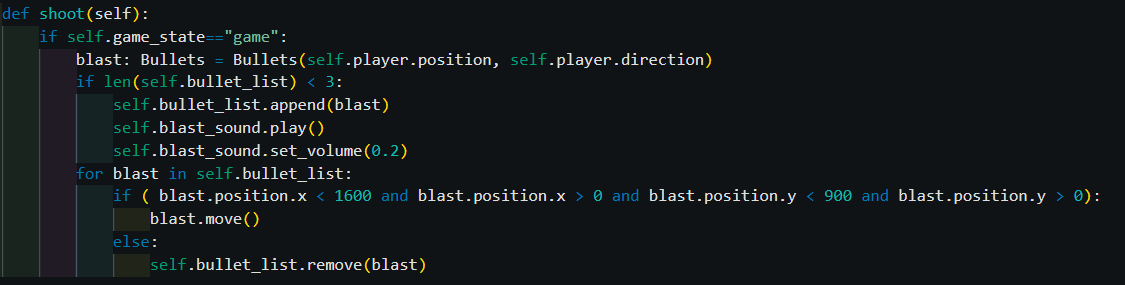 def shoot(self):
    if self.game_state=="game":
        blast: Bullets = Bullets(self.player.position, self.player.direction)
        if len(self.bullet_list) < 3:
            self.bullet_list.append(blast)
            self.blast_sound.play()
            self.blast_sound.set_volume(0.2)
        for blast in self.bullet_list:
            if ( blast.position.x < 1600 and blast.position.x > 0 and blast.position.y < 900 and blast.position.y > 0):
                blast.move()
            else:
                self.bullet_list.remove(blast)